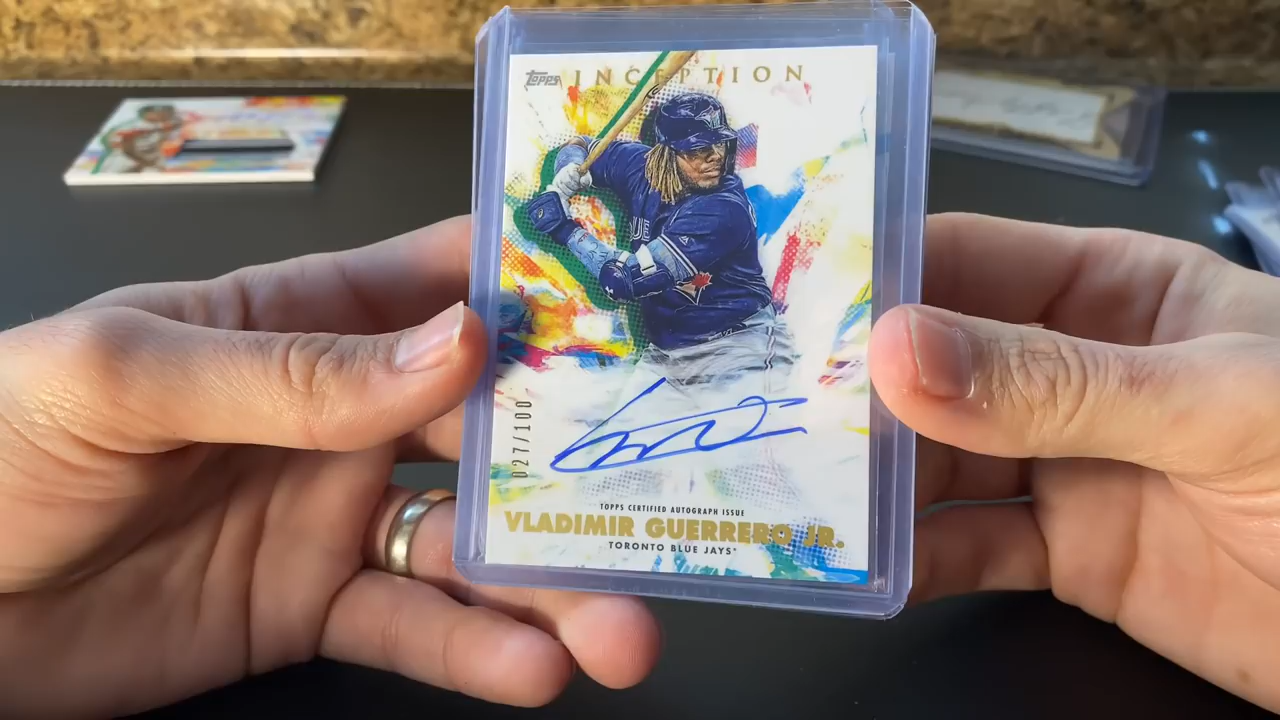 Topps INCEPTION
027/100
TOPPS CERTIFIED AUTOGRAPH ISSUE
VLADIMIR GUERRERO JR.
TORONTO BLUE JAYS